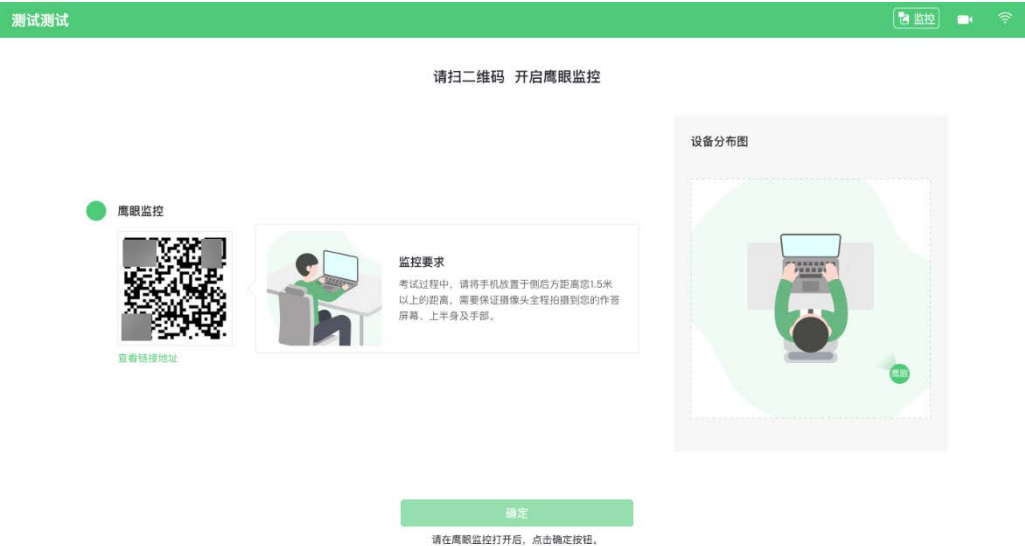 测试测试
监控
请扫二维码 开启鹰眼监控
设备分布图
鹰眼监控
监控要求
考试过程中，请将手机放置于侧后方距离您1.5米
以上的距离，需要保证摄像头全程拍摄到您的作答
屏幕、上半身及手部。
查看链接地址
鹰眼
确定
请在鹰眼监控打开后，点击确定按钮。